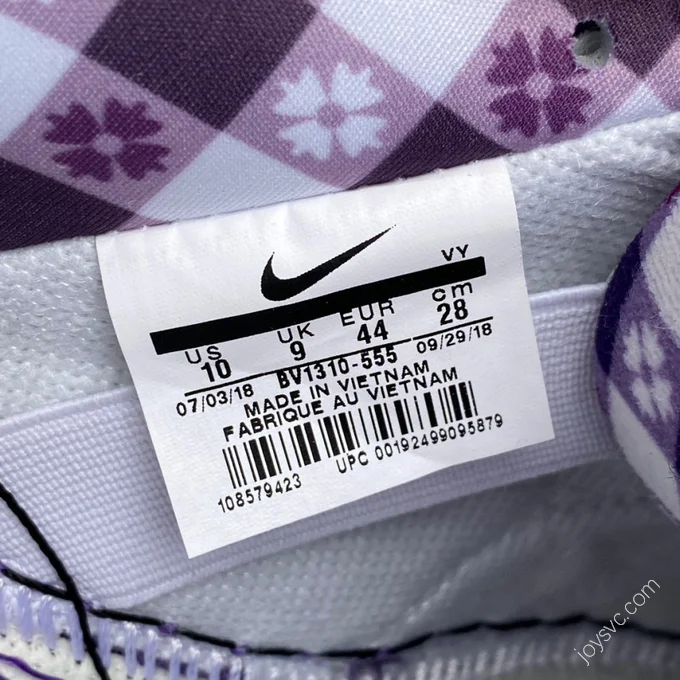 VY
US UK EUR cm
10 9 44 28
07/03/18 BV1310-555 09/29/18
MADE IN VIETNAM
FABRIQUE AU VIETNAM
108579423 UPC 00192499095879
joysvc.com